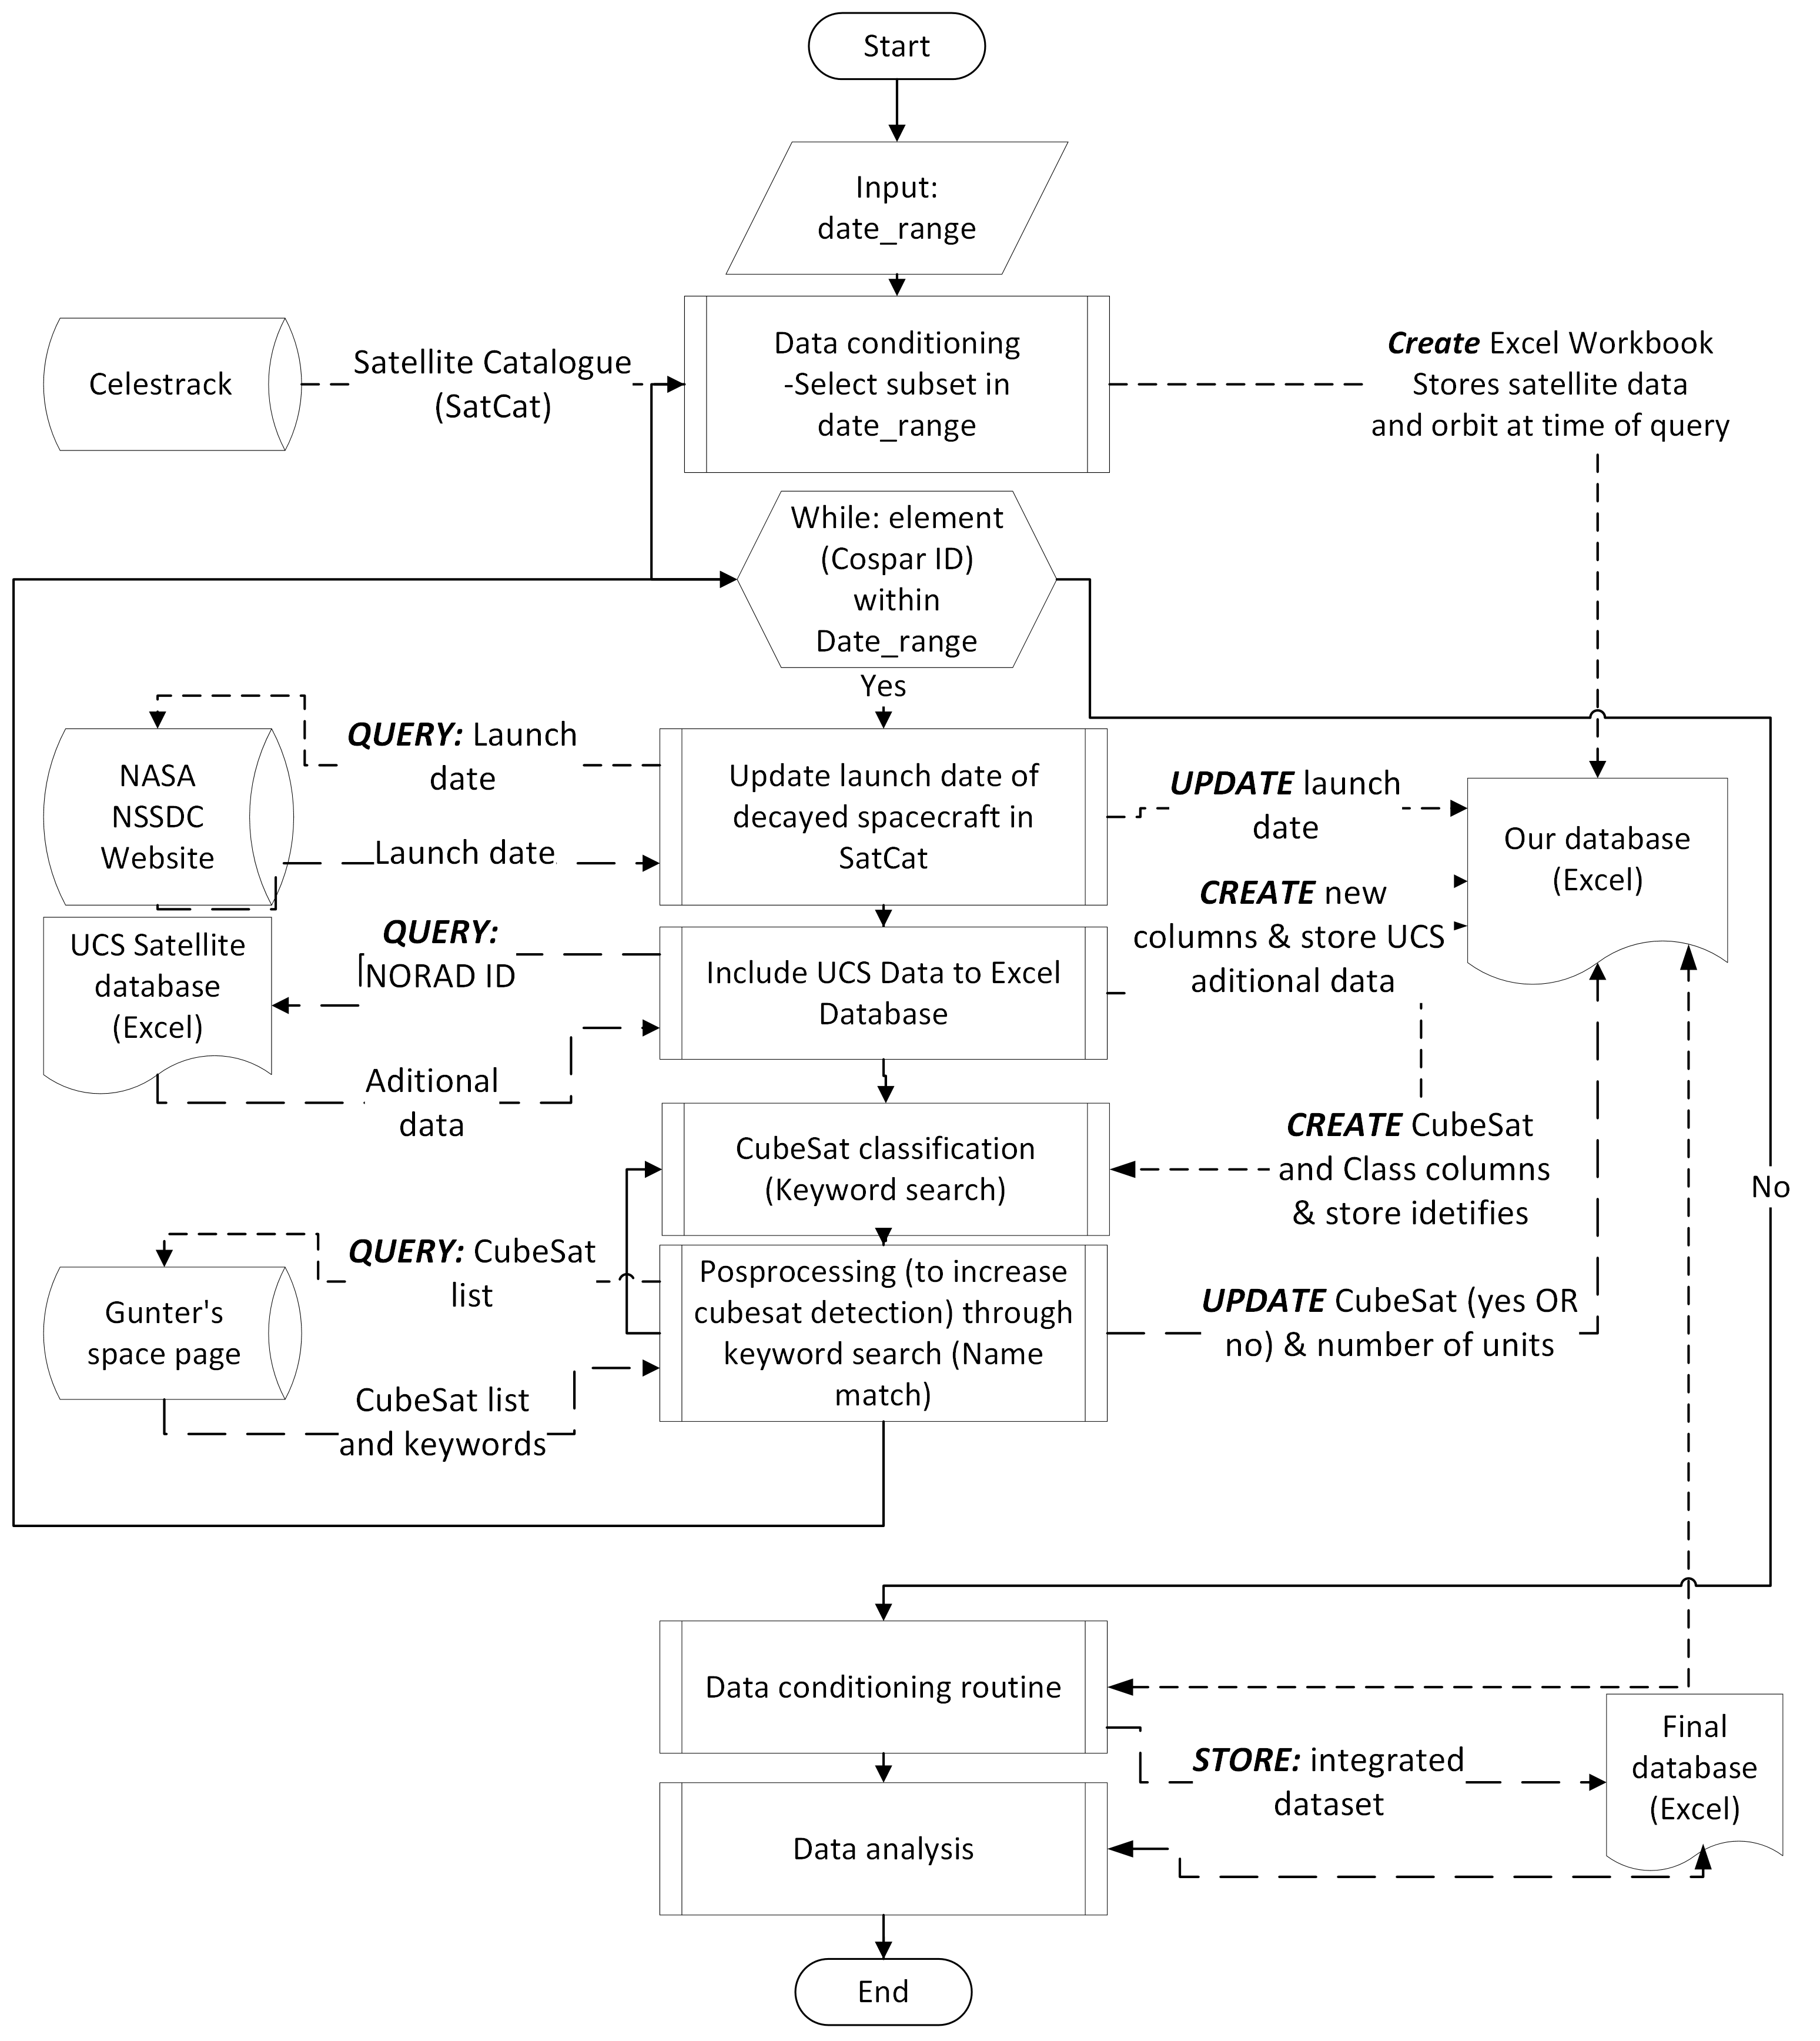 Start
Input:
date_range
Celestrack
Satellite Catalogue
(SatCat)
Data conditioning
-Select subset in
date_range
Create Excel Workbook
Stores satellite data
and orbit at time of query
While: element
(Cospar ID)
within
Date_range
Yes
NASA
NSSDC
Website
QUERY: Launch
date
Launch date
Update launch date of
decayed spacecraft in
SatCat
UPDATE launch
date
Our database
(Excel)
UCS Satellite
database
(Excel)
QUERY:
NORAD ID
Aditional
data
Include UCS Data to Excel
Database
CREATE new
columns & store UCS
aditional data
CubeSat classification
(Keyword search)
CREATE CubeSat
and Class columns
& store idetifies
No
Gunter's
space page
QUERY: CubeSat
list
CubeSat list
and keywords
Posprocessing (to increase
cubesat detection) through
keyword search (Name
match)
UPDATE CubeSat (yes OR
no) & number of units
Data conditioning routine
STORE: integrated
dataset
Final
database
(Excel)
Data analysis
End